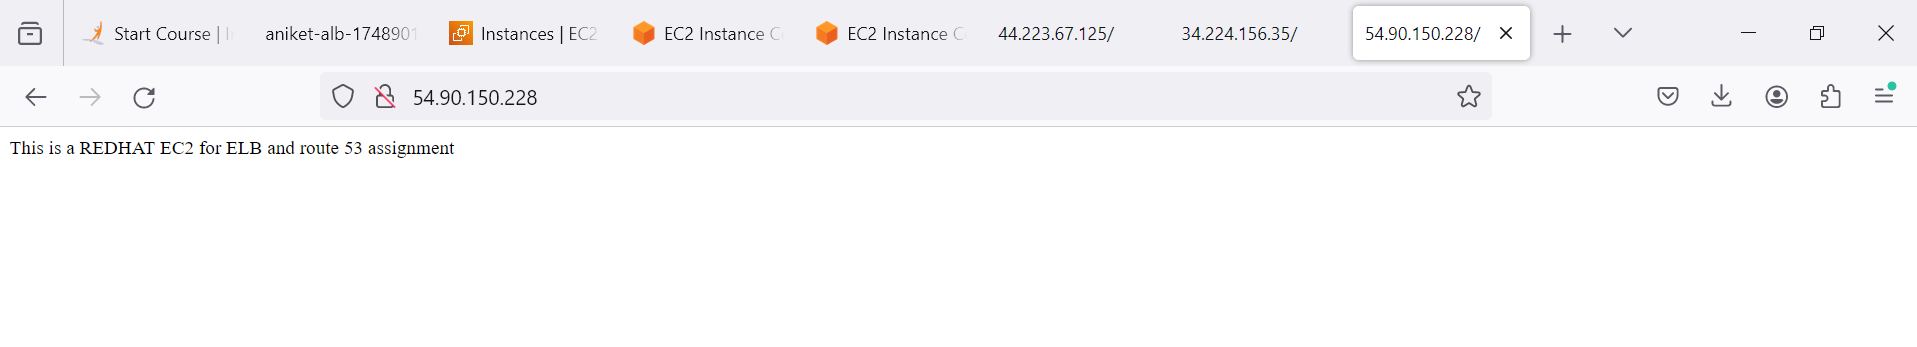 Start Course |
aniket-alb-1748901
Instances | EC2
EC2 Instance
EC2 Instance
44.223.67.125/
34.224.156.35/
54.90.150.228/
54.90.150.228
This is a REDHAT EC2 for ELB and route 53 assignment